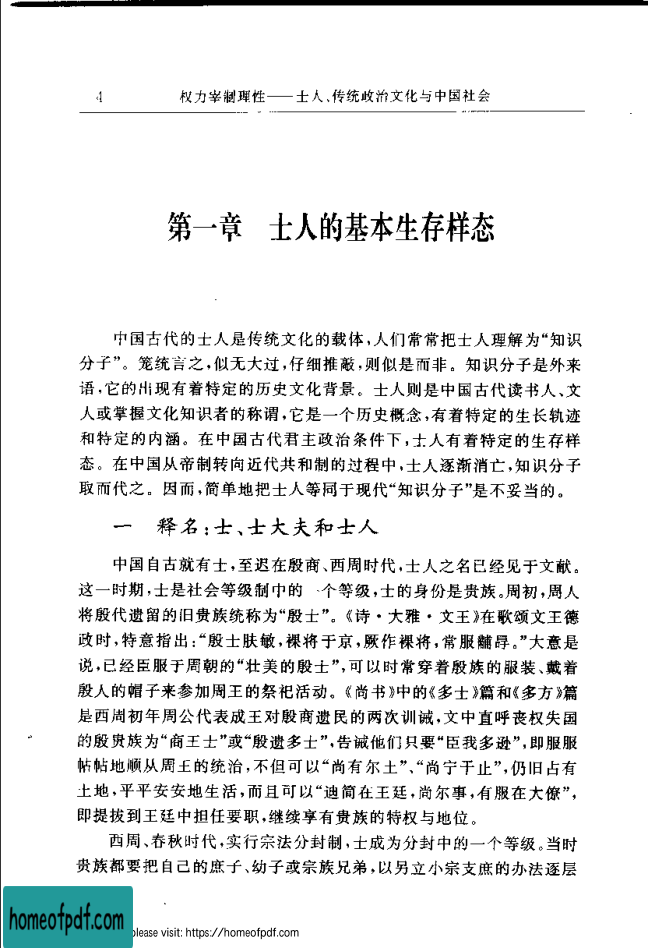 4 权力宰制理性——士人、传统政治文化与中国社会
第一章 士人的基本生存样态
中国古代的士人是传统文化的载体,人们常常把士人理解为“知识
分子”。笼统言之,似无大过,仔细推敲,则似是而非。知识分子是外来
语,它的出现有着特定的历史文化背景。士人则是中国古代读书人、文
人或掌握文化知识者的称谓,它是一个历史概念,有着特定的生长轨迹
和特定的内涵。在中国古代君主政治条件下,士人有着特定的生存样
态。在中国从帝制转向近代共和制的过程中,士人逐渐消亡,知识分子
取而代之。因而,简单地把士人等同于现代“知识分子”是不妥当的。
一 释名:士、士大夫和士人
中国自古就有士,至迟在殷商、西周时代,士人之名已经见于文献。
这一时期,士是社会等级制中的一个等级,士的身份是贵族。周初,周人
将殷代遗留的旧贵族统称为“殷士”。《诗·大雅·文王》在歌颂文王德
政时,特意指出:“殷士肤敏,裸将于京,厥作裸将,常服黼冔。”大意是
说,已经臣服于周朝的“壮美的殷士”,可以时常穿着殷族的服装、戴着
殷人的帽子来参加周王的祭祀活动。《尚书》中的《多士》篇和《多方》篇
是西周初年周公代表成王对殷商遗民的两次训诫,文中直呼丧权失国
的殷贵族为“商王士”或“殷遗多士”,告诫他们只要“臣我多逊”,即服服
帖帖地顺从周王的统治,不但可以“尚有尔土”、“尚宁干止”,仍旧占有
土地,平平安安地生活,而且可以“迪简在王廷,尚尔事,有服在大僚”,
即提拔到王廷中担任要职,继续享有贵族的特权与地位。
西周、春秋时代,实行宗法分封制,士成为分封中的一个等级。当时
贵族都要把自己的庶子、幼子或宗族兄弟,以另立小宗支庶的办法逐层
homeofpdf.com
please visit: https://homeofpdf.com